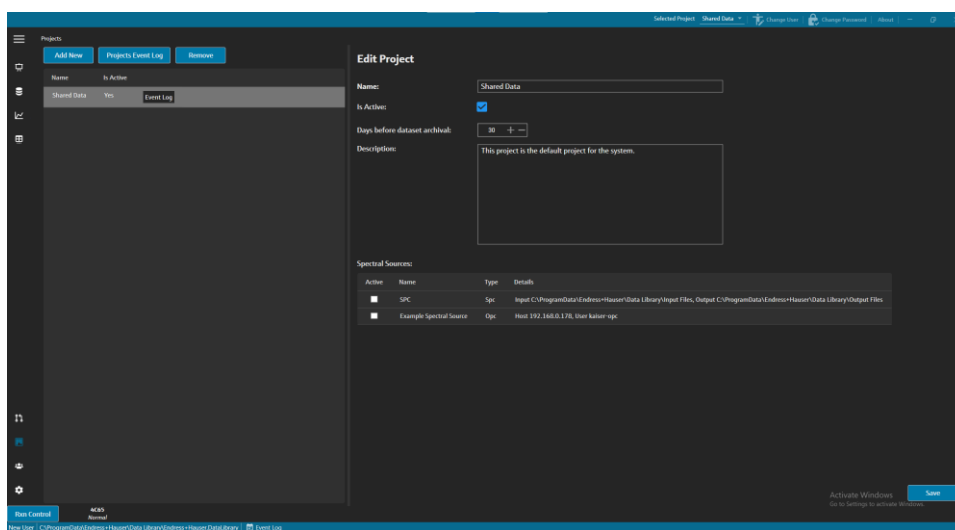 Selected Project Shared Data Change User Change Password About
Projects
Add New Projects Event Log Remove
Name Is Active
Shared Data Yes Event Log
Edit Project
Name: Shared Data
Is Active:
Days before dataset archival: 30
Description: This project is the default project for the system.
Spectral Sources:
Active Name Type Details
SPC Spc Input C:\ProgramData\Endress+Hauser\Data Library\Input Files, Output C:\ProgramData\Endress+Hauser\Data Library\Output Files
Example Spectral Source Opc Host 192.168.0.178, User kaiser-opc
Activate Windows
Go to Settings to activate Windows.
Save
Run Control
4C65
Normal
New User C:\ProgramData\Endress+Hauser\Data Library\Endress+Hauser.DataLibrary Event Log